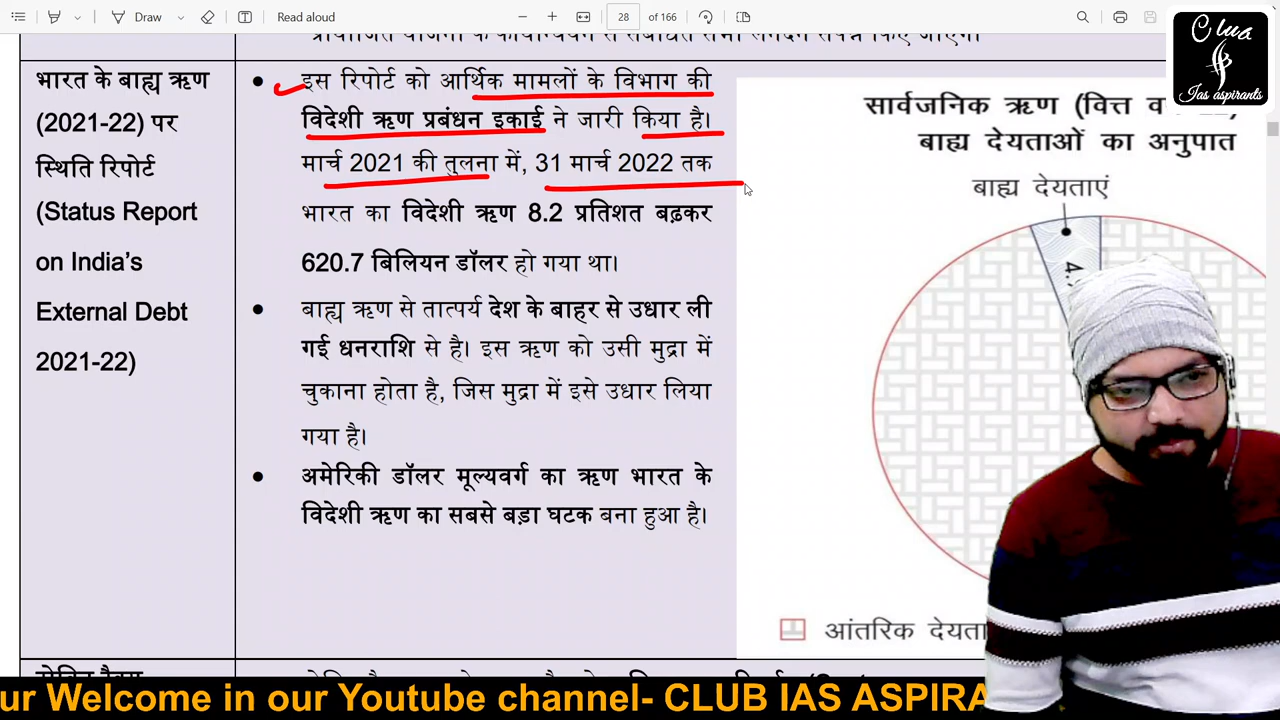 Draw
Read aloud
28
of 166
Club
Ias aspirants
भारत के बाह्य ऋण
(2021-22) पर
स्थिति रिपोर्ट
(Status Report
on India's
External Debt
2021-22)
इस रिपोर्ट को आर्थिक मामलों के विभाग की
विदेशी ऋण प्रबंधन इकाई ने जारी किया है।
मार्च 2021 की तुलना में, 31 मार्च 2022 तक
भारत का विदेशी ऋण 8.2 प्रतिशत बढ़कर
620.7 बिलियन डॉलर हो गया था।
बाह्य ऋण से तात्पर्य देश के बाहर से उधार ली
गई धनराशि से है। इस ऋण को उसी मुद्रा में
चुकाना होता है, जिस मुद्रा में इसे उधार लिया
गया है।
अमेरिकी डॉलर मूल्यवर्ग का ऋण भारत के
विदेशी ऋण का सबसे बड़ा घटक बना हुआ है।
सार्वजनिक ऋण (वित्त
बाह्य देयताओं का अनुपात
बाह्य देयताएं
आंतरिक
ur Welcome in our Youtube channel- CLUB IAS ASPIRA